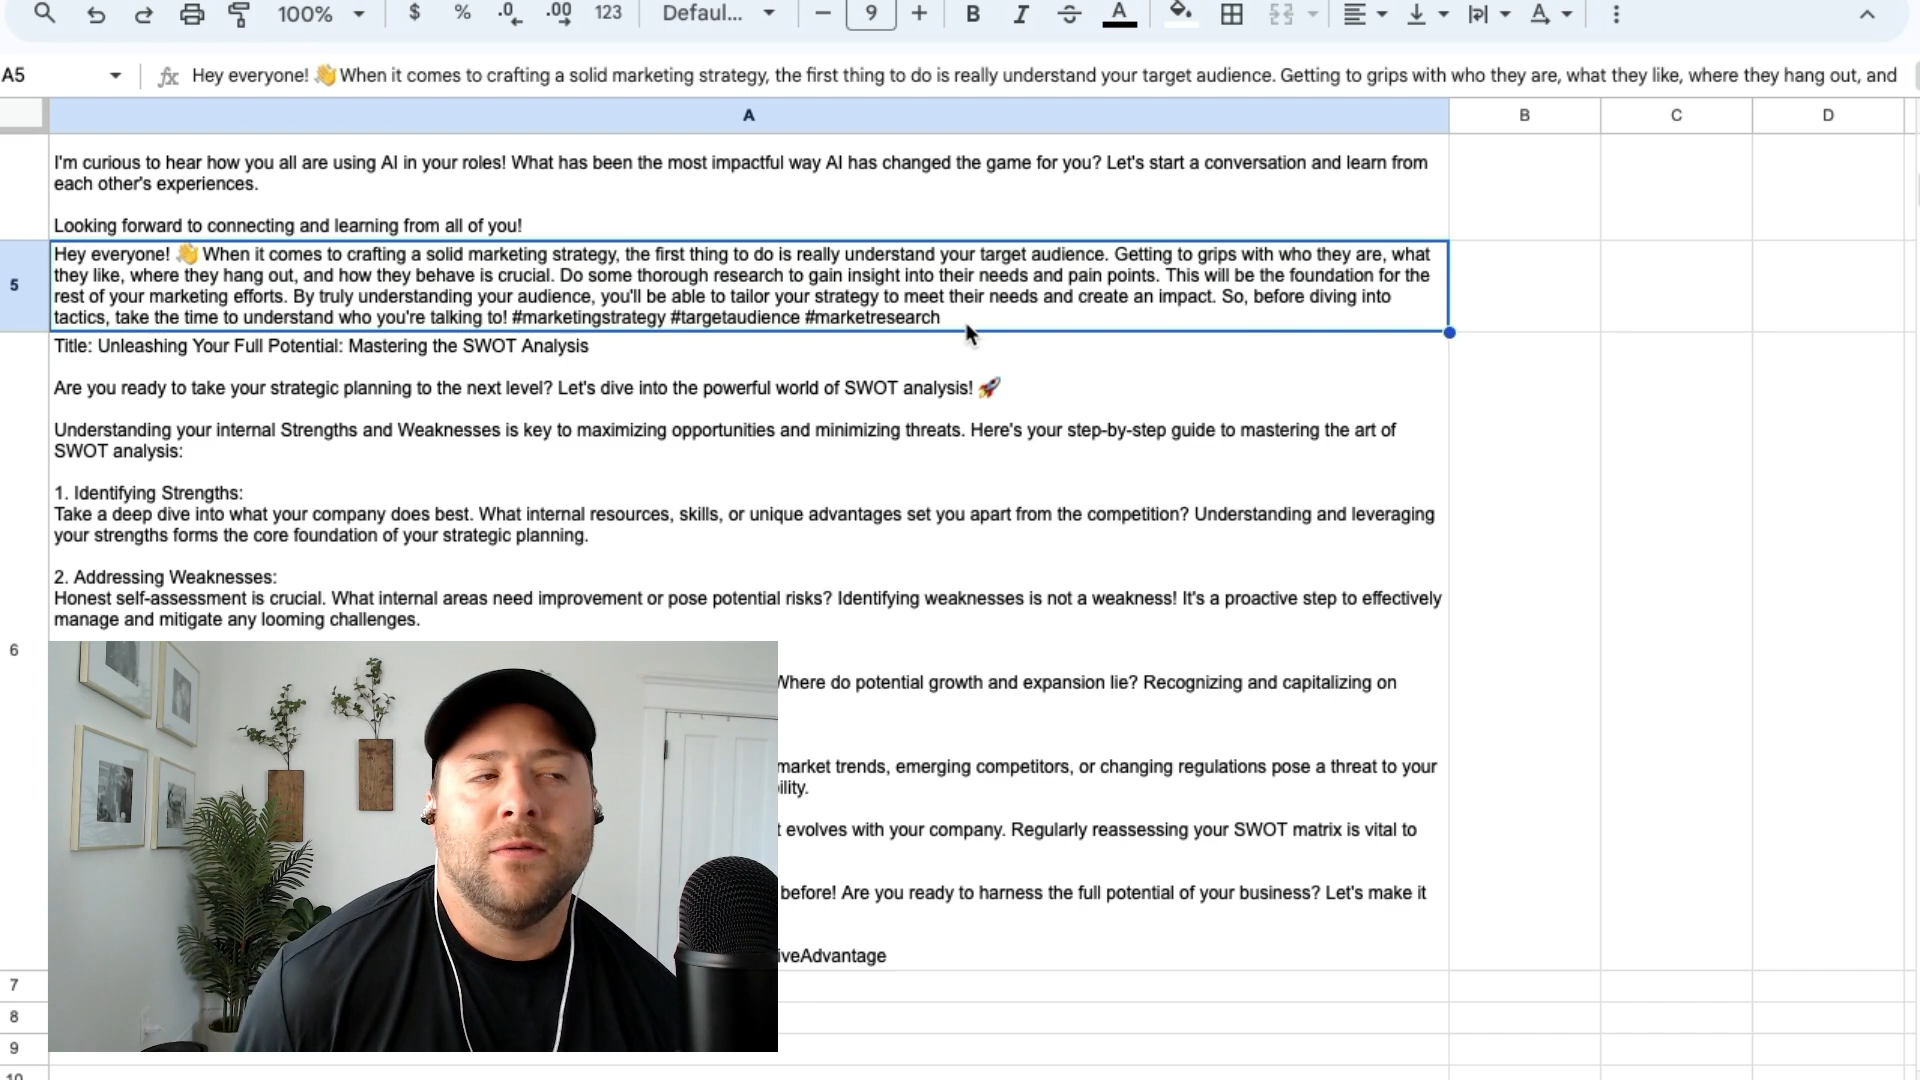 100%
$
%
.0
.00
123
Defaul...
9
B
I
A
A
A5
fx
Hey everyone! 👋When it comes to crafting a solid marketing strategy, the first thing to do is really understand your target audience. Getting to grips with who they are, what they like, where they hang out, and
A
B
C
D
I'm curious to hear how you all are using AI in your roles! What has been the most impactful way AI has changed the game for you? Let's start a conversation and learn from
each other's experiences.
Looking forward to connecting and learning from all of you!
5
Hey everyone! 👋When it comes to crafting a solid marketing strategy, the first thing to do is really understand your target audience. Getting to grips with who they are, what
they like, where they hang out, and how they behave is crucial. Do some thorough research to gain insight into their needs and pain points. This will be the foundation for the
rest of your marketing efforts. By truly understanding your audience, you'll be able to tailor your strategy to meet their needs and create an impact. So, before diving into
tactics, take the time to understand who you're talking to! #marketingstrategy #targetaudience #marketresearch
Title: Unleashing Your Full Potential: Mastering the SWOT Analysis
Are you ready to take your strategic planning to the next level? Let's dive into the powerful world of SWOT analysis! 🚀
Understanding your internal Strengths and Weaknesses is key to maximizing opportunities and minimizing threats. Here's your step-by-step guide to mastering the art of
SWOT analysis:
1. Identifying Strengths:
Take a deep dive into what your company does best. What internal resources, skills, or unique advantages set you apart from the competition? Understanding and leveraging
your strengths forms the core foundation of your strategic planning.
2. Addressing Weaknesses:
Honest self-assessment is crucial. What internal areas need improvement or pose potential risks? Identifying weaknesses is not a weakness! It's a proactive step to effectively
manage and mitigate any looming challenges.
6
Where do potential growth and expansion lie? Recognizing and capitalizing on
market trends, emerging competitors, or changing regulations pose a threat to your
ility.
t evolves with your company. Regularly reassessing your SWOT matrix is vital to
before! Are you ready to harness the full potential of your business? Let's make it
iveAdvantage
7
8
9